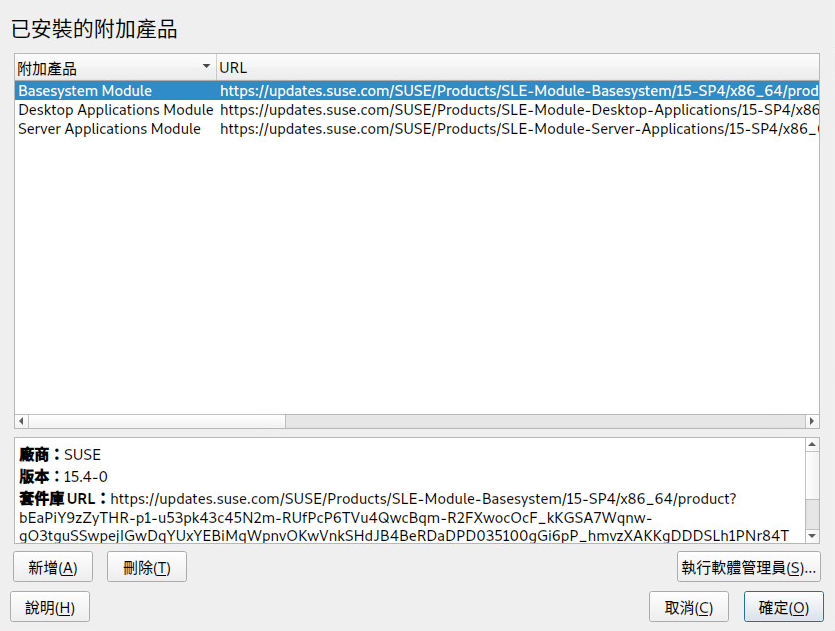 已安裝的附加產品
附加產品 URL
Basesystem Module https://updates.suse.com/SUSE/Products/SLE-Module-Basesystem/15-SP4/x86_64/prod
Desktop Applications Module https://updates.suse.com/SUSE/Products/SLE-Module-Desktop-Applications/15-SP4/x86
Server Applications Module https://updates.suse.com/SUSE/Products/SLE-Module-Server-Applications/15-SP4/x86_
廠商：SUSE
版本：15.4-0
套件庫 URL：https://updates.suse.com/SUSE/Products/SLE-Module-Basesystem/15-SP4/x86_64/product?
bEaPiY9zZyTHR-p1-u53pk43c45N2m-RUfPcP6TVu4QwcBqm-R2FXwocOcF_kKGSA7Wqnw-
gO3tguSSwpejIGwDqYUxYEBiMqWpnvOKwVnkSHdJB4BeRDaDPD035100gGi6pP_hmvzXAKKgDDDSLh1PNr84T
新增(A) 刪除(T) 執行軟體管理員(S)...
說明(H) 取消(C) 確定(O)